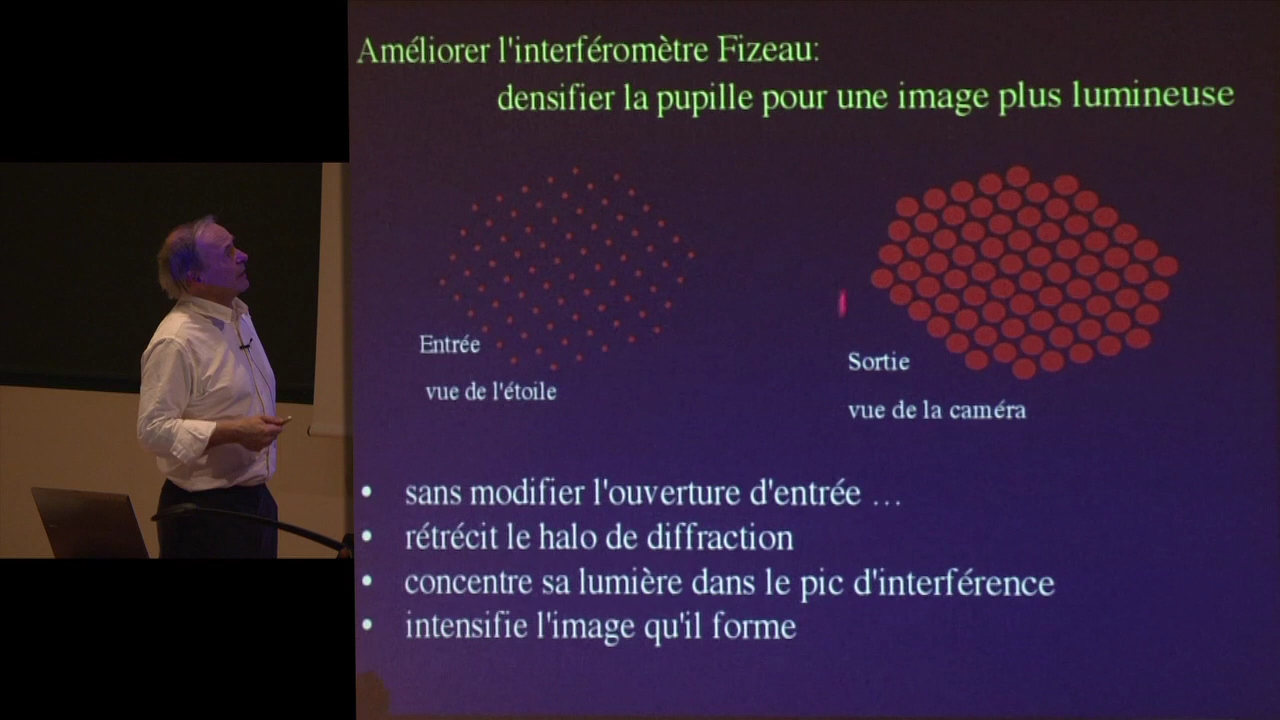 Améliorer l'interféromètre Fizeau:
densifier la pupille pour une image plus lumineuse
Entrée
vue de l'étoile
Sortie
vue de la caméra
• sans modifier l'ouverture d'entrée …
• rétrécit le halo de diffraction
• concentre sa lumière dans le pic d'interférence
• intensifie l'image qu'il forme